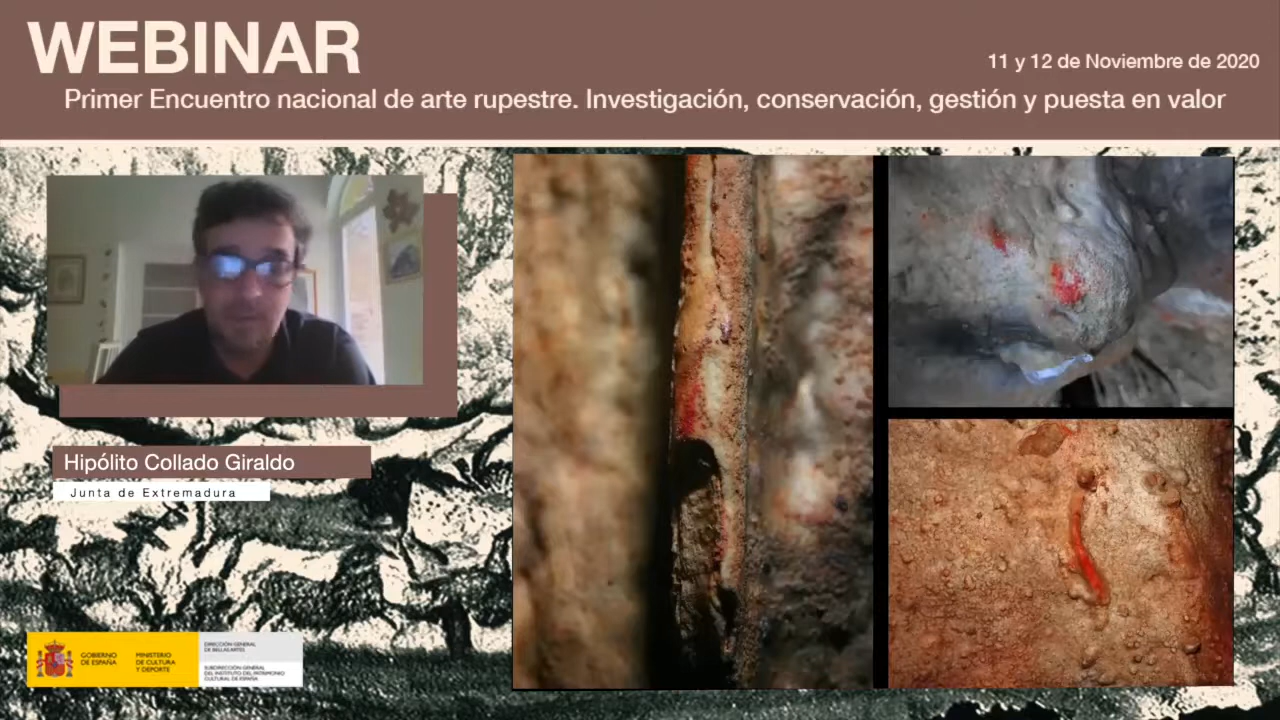 WEBINAR
11 y 12 de Noviembre de 2020
Primer Encuentro nacional de arte rupestre. Investigación, conservación, gestión y puesta en valor
Hipólito Collado Giraldo
Junta de Extremadura
GOBIERNO
DE ESPAÑA
MINISTERIO
DE CULTURA
Y DEPORTE
DIRECCIÓN GENERAL
DE BELLAS ARTES
SUBDIRECCIÓN GENERAL
DEL INSTITUTO DEL PATRIMONIO
CULTURAL DE ESPAÑA